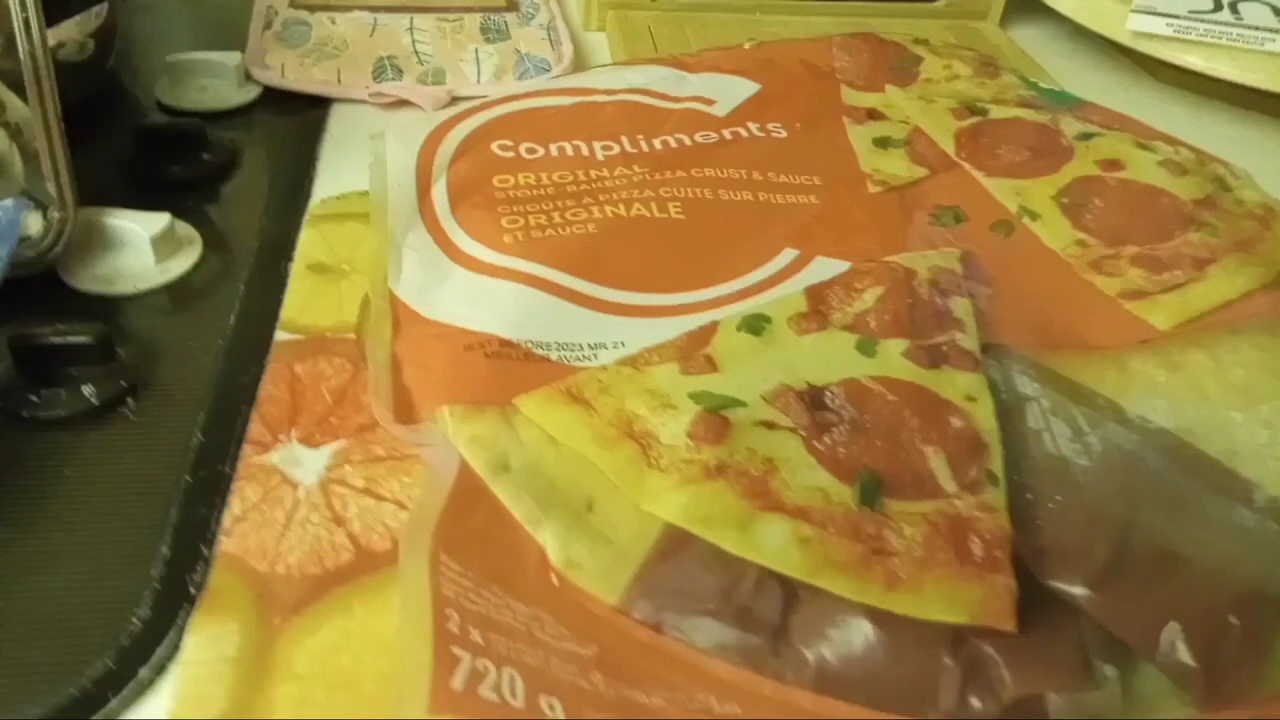 Compliments
ORIGINAL
STONE-BAKED PIZZA CRUST & SAUCE
CROÛTE À PIZZA CUITE SUR PIERRE
ORIGINALE
ET SAUCE
BEST BEFORE 2023 MR 21
MEILLEUR AVANT
2 x
720 g